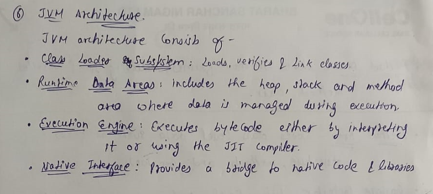 ⑥ JVM Architecture.
JVM architecture Consists of -
• Class Loader Subsystem : Loads, verifies & link classes.
• Runtime Data Areas : includes the heap, stack and method
area where data is managed during execution.
• Execution Engine : Executes bytecode either by interpreting
it or using the JIT compiler.
• Native Interface : Provides a bridge to native code & libraries